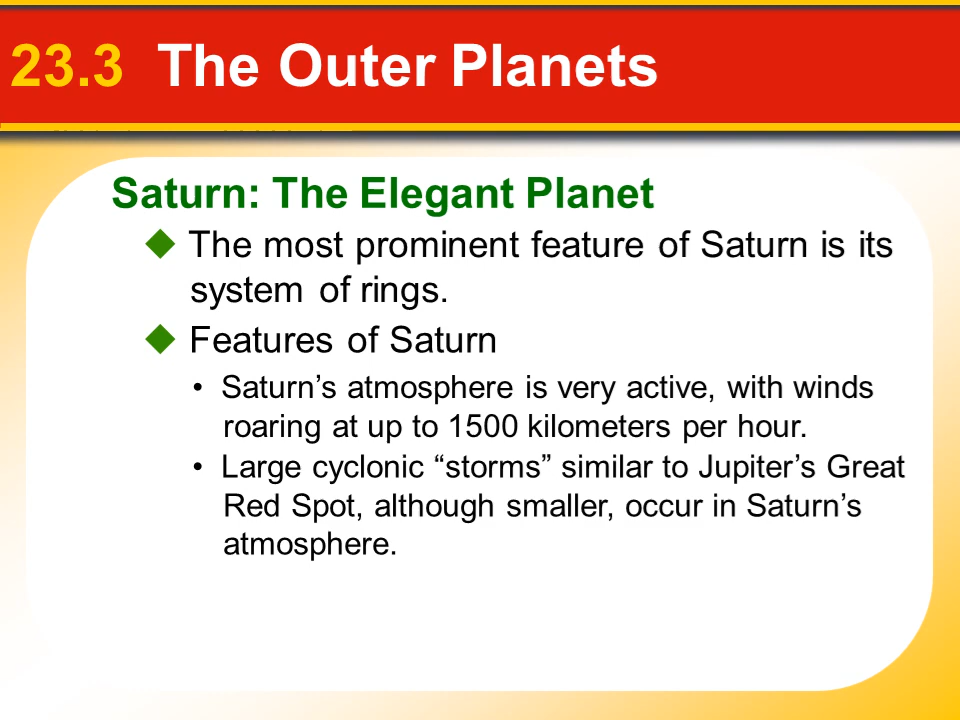 23.3 The Outer Planets
Saturn: The Elegant Planet
◆ The most prominent feature of Saturn is its
system of rings.
◆ Features of Saturn
• Saturn’s atmosphere is very active, with winds
roaring at up to 1500 kilometers per hour.
• Large cyclonic “storms” similar to Jupiter’s Great
Red Spot, although smaller, occur in Saturn’s
atmosphere.